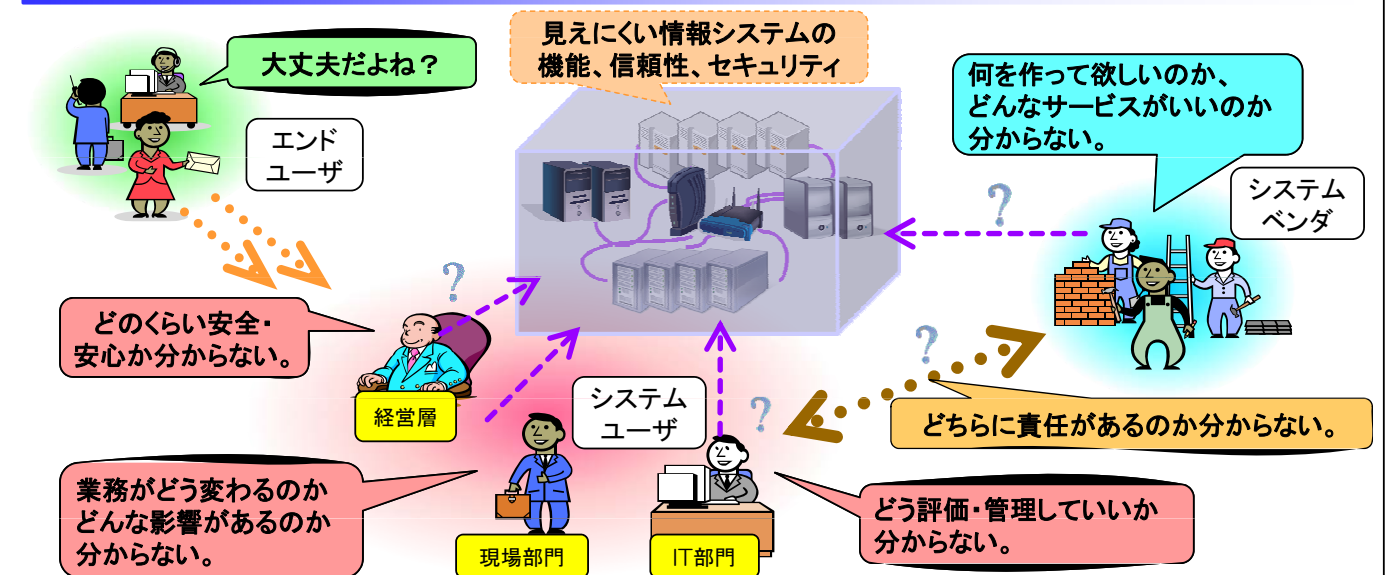 大丈夫だよね？
エンド
ユーザ
見えにくい情報システムの
機能、信頼性、セキュリティ
何を作って欲しいのか、
どんなサービスがいいのか
分からない。
システム
ベンダ
?
?
どのくらい安全・
安心か分からない。
経営層
システム
ユーザ
?
?
どちらに責任があるのか分からない。
業務がどう変わるのか
どんな影響があるのか
分からない。
現場部門
IT部門
どう評価・管理していいか
分からない。